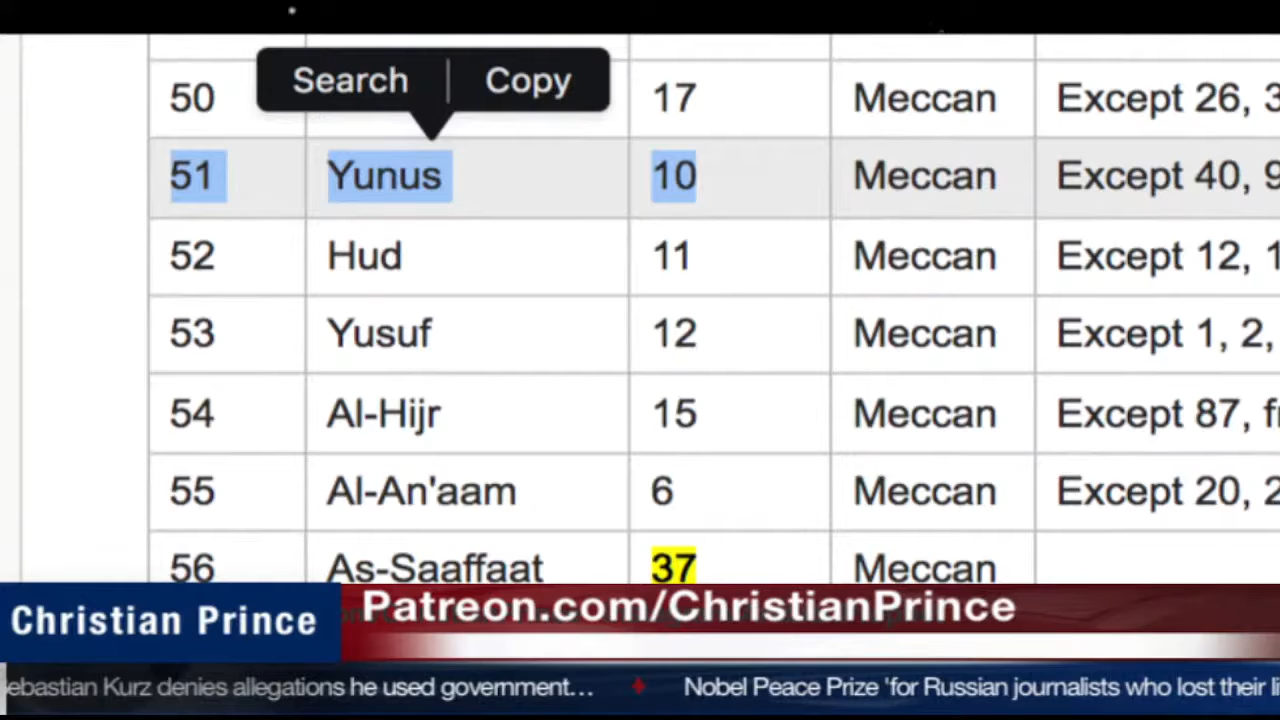 Search Copy
50 17 Meccan Except 26, 3
51 Yunus 10 Meccan Except 40, 9
52 Hud 11 Meccan Except 12, 1
53 Yusuf 12 Meccan Except 1, 2,
54 Al-Hijr 15 Meccan Except 87, fr
55 Al-An'aam 6 Meccan Except 20, 2
56 As-Saaffaat 37 Meccan
Christian Prince
Patreon.com/ChristianPrince
ebastian Kurz denies allegations he used government… Nobel Peace Prize 'for Russian journalists who lost their li